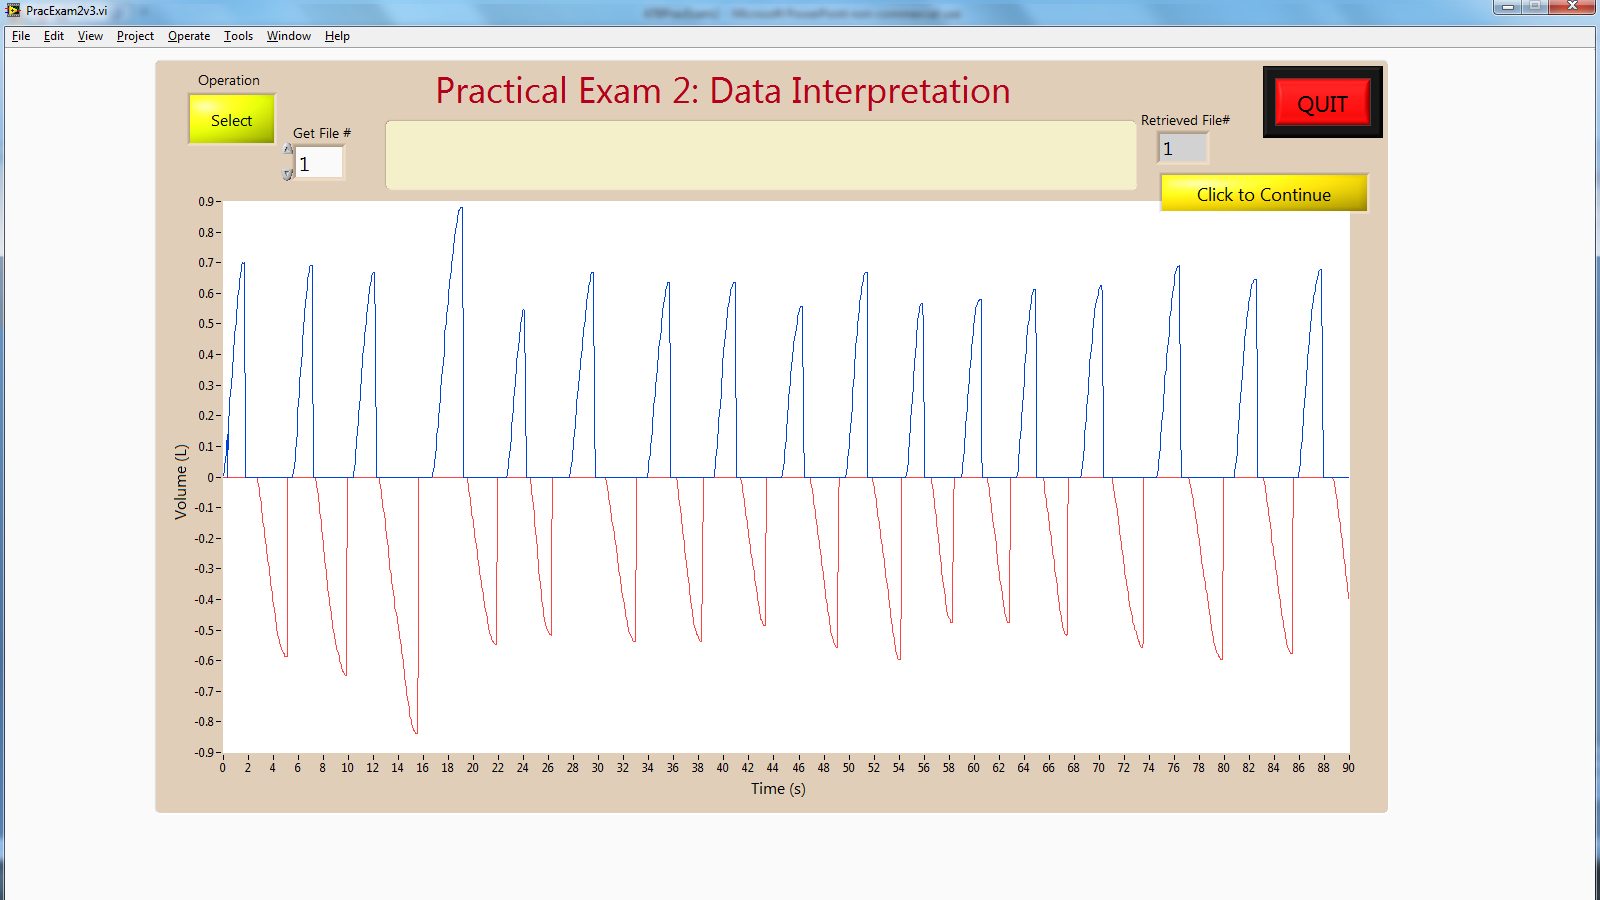 PracExam2v3.vi
File Edit View Project Operate Tools Window Help
Operation
Select
Get File #
1
Practical Exam 2: Data Interpretation
Retrieved File#
1
QUIT
Click to Continue
Volume (L)
0.9
0.8
0.7
0.6
0.5
0.4
0.3
0.2
0.1
0
-0.1
-0.2
-0.3
-0.4
-0.5
-0.6
-0.7
-0.8
-0.9
0 2 4 6 8 10 12 14 16 18 20 22 24 26 28 30 32 34 36 38 40 42 44 46 48 50 52 54 56 58 60 62 64 66 68 70 72 74 76 78 80 82 84 86 88 90
Time (s)